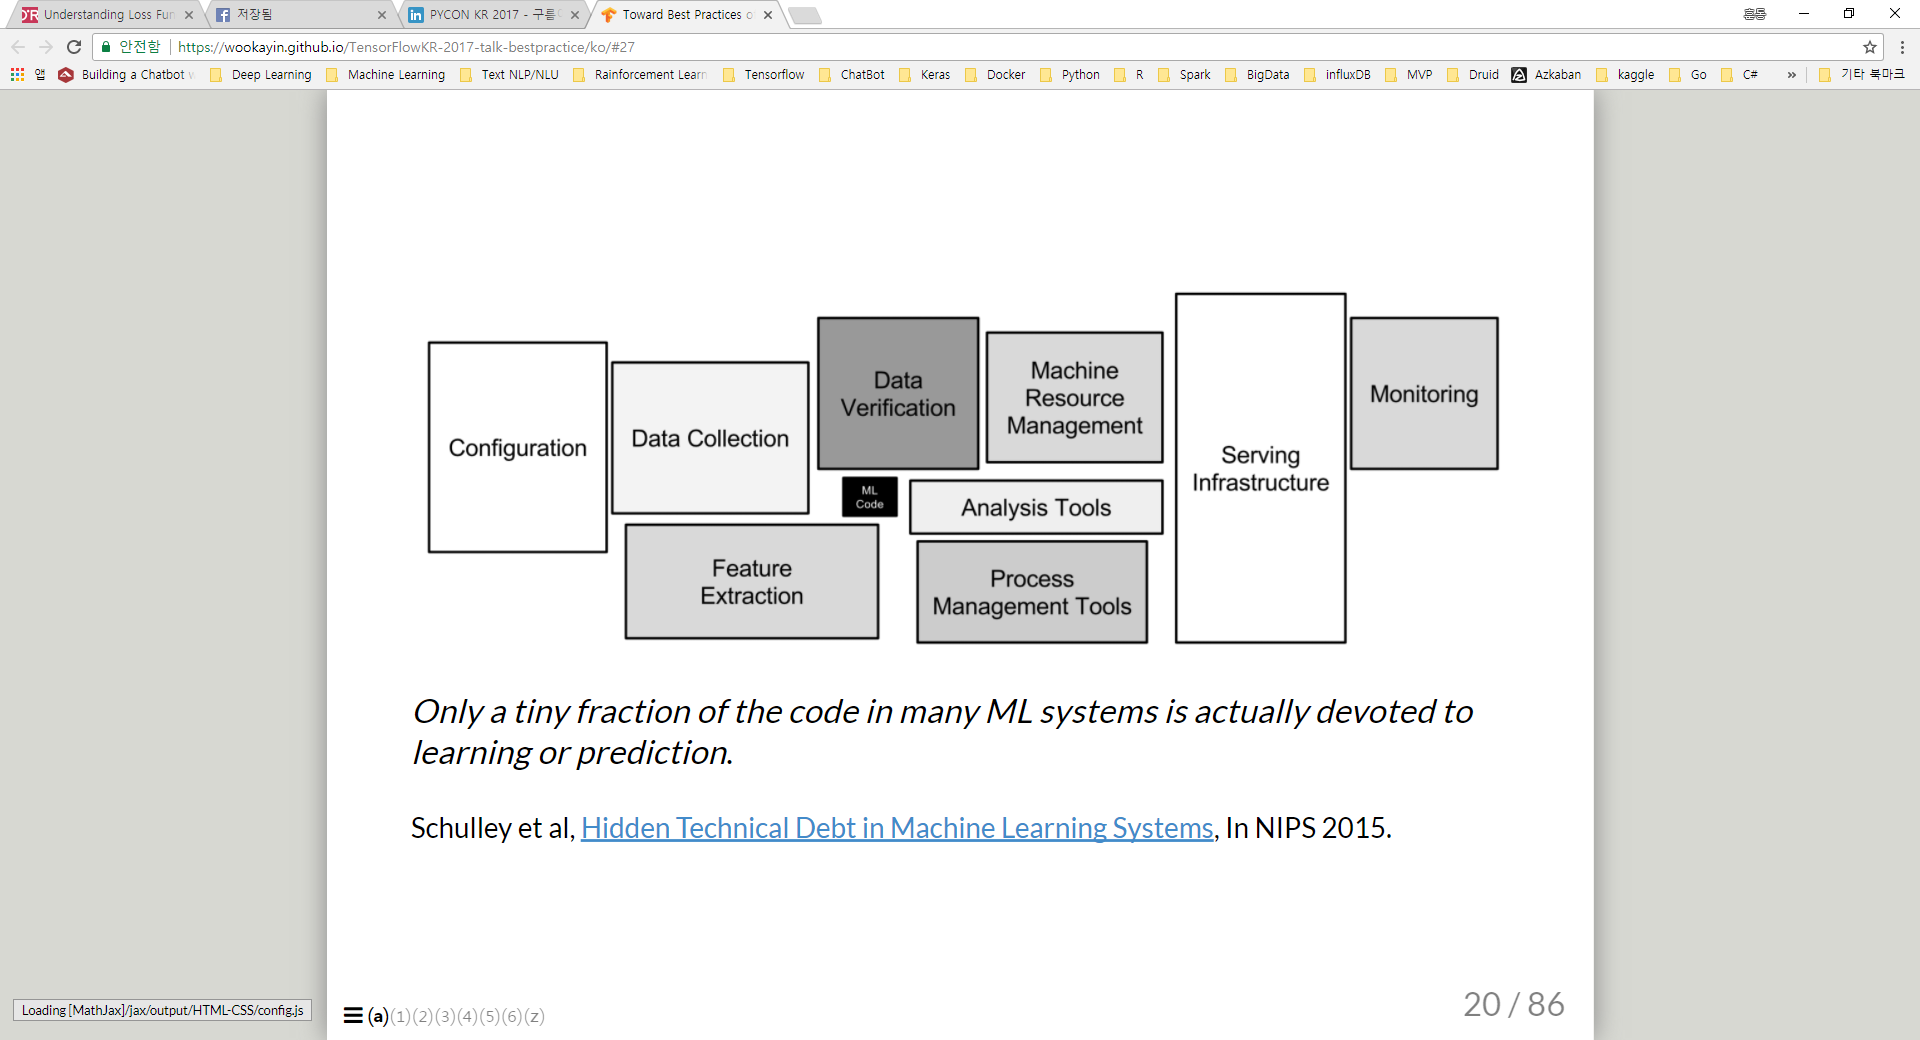 Understanding Loss Fun
저장됨
PYCON KR 2017 - 구름
Toward Best Practices o
홍동
안전함
https://wookayin.github.io/TensorFlowKR-2017-talk-bestpractice/ko/#27
앱
Building a Chatbot
Deep Learning
Machine Learning
Text NLP/NLU
Rainforcement Learn
Tensorflow
ChatBot
Keras
Docker
Python
R
Spark
BigData
influxDB
MVP
Druid
Azkaban
kaggle
Go
C#
»
기타 북마크
Configuration
Data Collection
Data
Verification
Machine
Resource
Management
Serving
Infrastructure
Monitoring
ML
Code
Analysis Tools
Feature
Extraction
Process
Management Tools
Only a tiny fraction of the code in many ML systems is actually devoted to
learning or prediction.
Schulley et al, Hidden Technical Debt in Machine Learning Systems, In NIPS 2015.
Loading [MathJax]/jax/output/HTML-CSS/config.js
(a)(1)(2)(3)(4)(5)(6)(z)
20 / 86